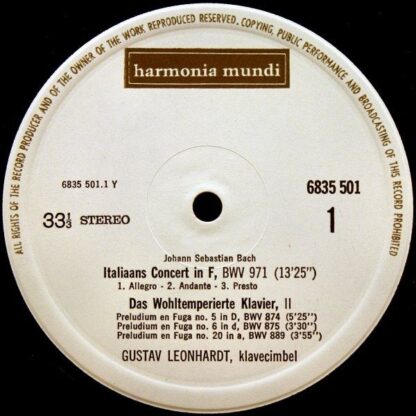 ALL RIGHTS OF THE RECORD PRODUCER AND OF THE OWNER OF THE WORK REPRODUCED RESERVED. COPYING, PUBLIC PERFORMANCE AND BROADCASTING OF THIS RECORD PROHIBITED
harmonia mundi
6835 501.1 Y
6835 501
33⅓ STEREO
1
Johann Sebastian Bach
Italiaans Concert in F, BWV 971 (13'25")
1. Allegro - 2. Andante - 3. Presto
Das Wohltemperierte Klavier, II
Preludium en Fuga no. 5 in D, BWV 874 (5'25")
Preludium en Fuga no. 6 in d, BWV 875 (3'30")
Preludium en Fuga no. 20 in a, BWV 889 (3'55")
GUSTAV LEONHARDT, klavecimbel